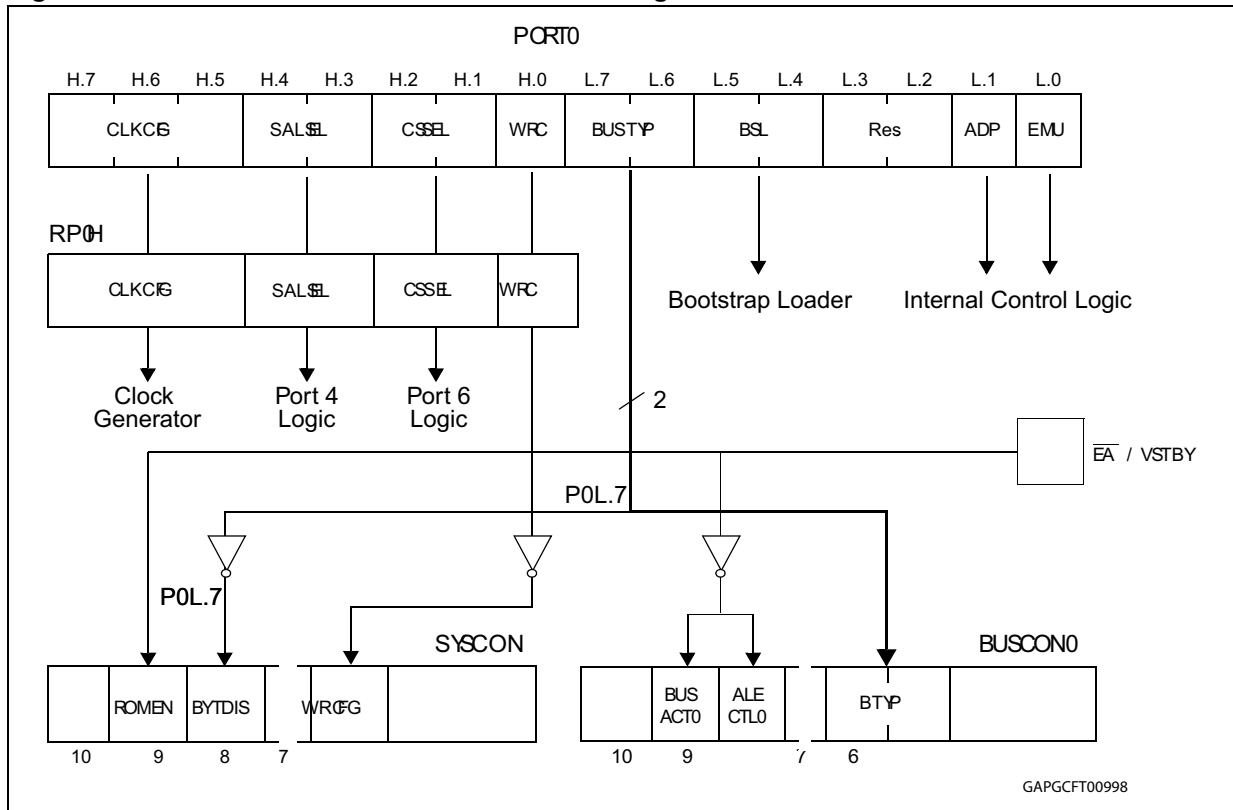 PORT0
H.7 H.6 H.5 H.4 H.3 H.2 H.1 H.0 L.7 L.6 L.5 L.4 L.3 L.2 L.1 L.0
CLKCFG SALSEL CSSEL WRC BUSTYP BSL Res ADP EMU
RP0H
CLKCFG SALSEL CSSEL WRC
Bootstrap Loader Internal Control Logic
Clock Generator
Port 4 Logic
Port 6 Logic
2
EA / VSTBY
P0L.7
P0L.7
SYSCON BUSCON0
ROMEN BYTDIS WRCFG
BUS ACT0
ALE CTL0
BTYP
10 9 8 7 10 9 7 6
GAPGCFT00998